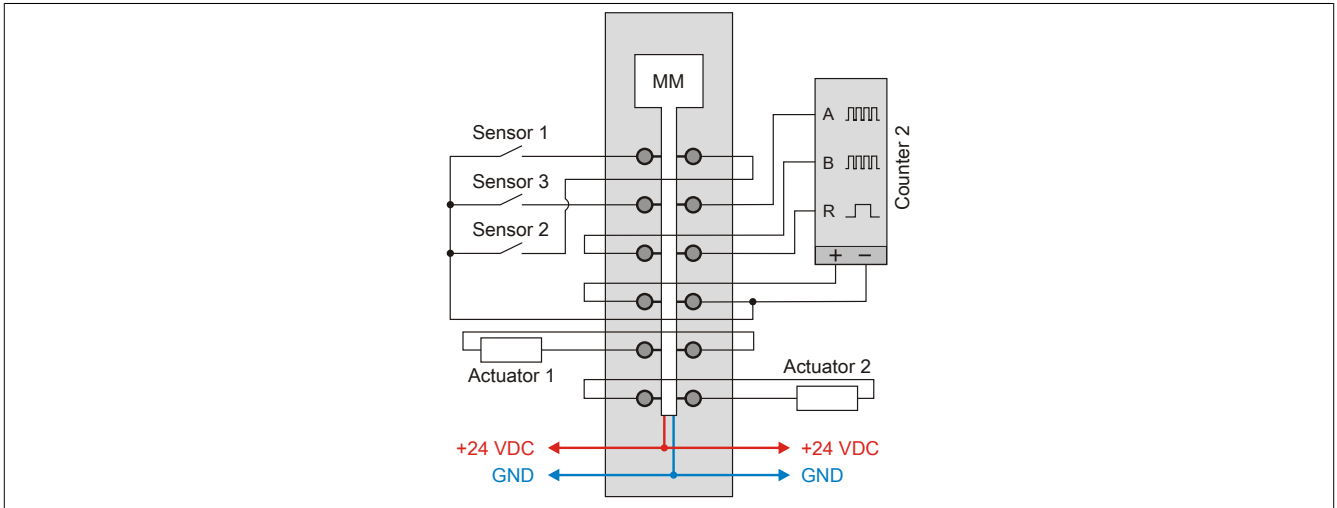 MM
Sensor 1
Sensor 3
Sensor 2
A
B
R
+ −
Counter 2
Actuator 1
Actuator 2
+24 VDC
+24 VDC
GND
GND